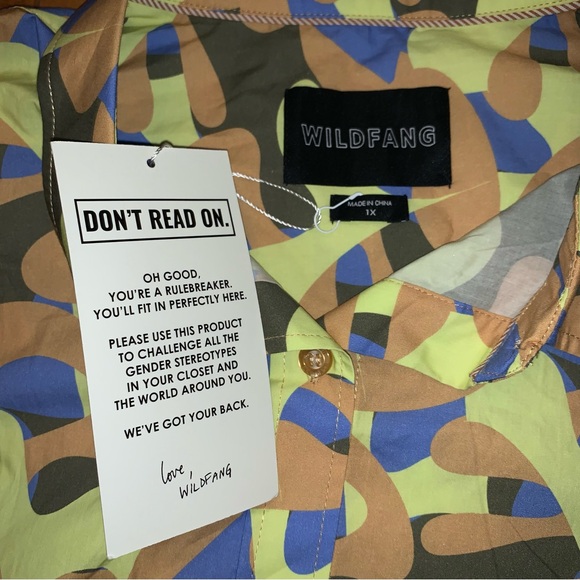 WILDFANG
MADE IN CHINA
1X
DON'T READ ON.
OH GOOD,
YOU'RE A RULEBREAKER.
YOU'LL FIT IN PERFECTLY HERE.
PLEASE USE THIS PRODUCT
TO CHALLENGE ALL THE
GENDER STEREOTYPES
IN YOUR CLOSET AND
THE WORLD AROUND YOU.
WE'VE GOT YOUR BACK.
love,
WILDFANG